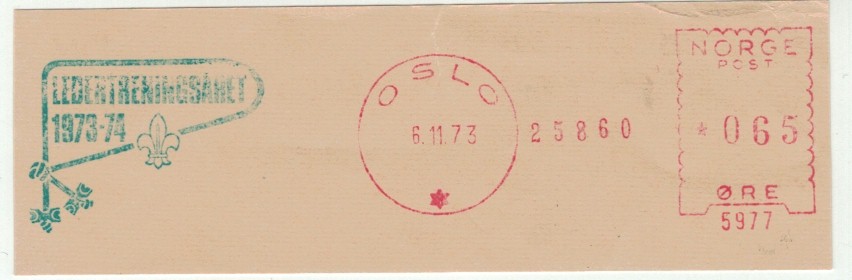 LEDERTRENINGSÅRET
1973-74
OSLO
6.11.73
25860
NORGE
POST
* 065
ØRE
5977